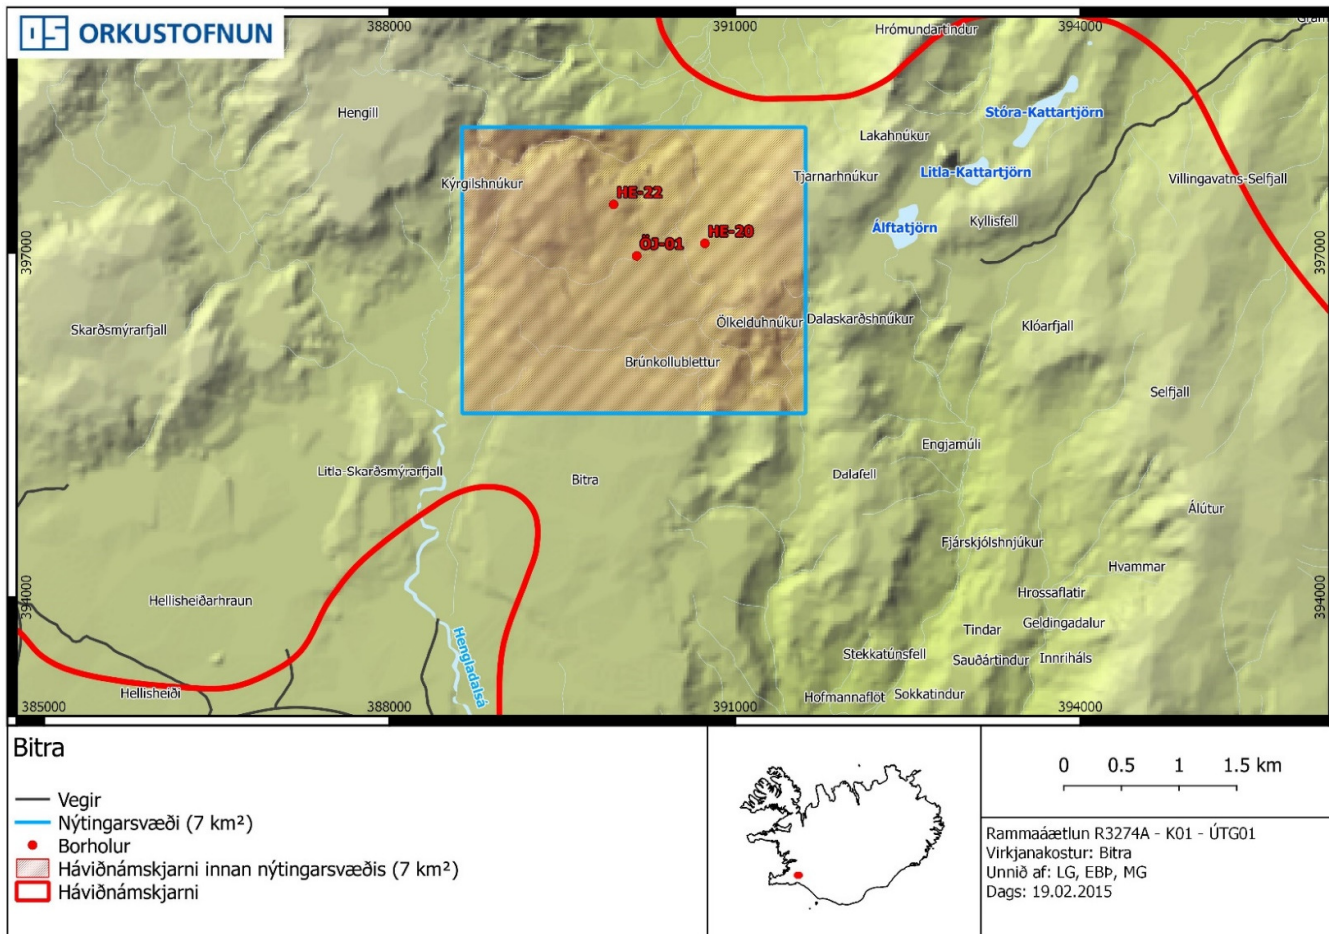 OS ORKUSTOFNUN
388000
391000
394000
Hrómundartindur
Hengill
Stóra-Kattartjörn
Lakahnúkur
Litla-Kattartjörn
Tjarnarhnúkur
Villingavatns-Selfjall
Kýrgilshnúkur
HE-22
Kyllisfell
Álftatjörn
HE-20
ÖJ-01
397000
397000
Skarðsmýrarfjall
Ölkelduhnúkur
Dalaskarðshnúkur
Klóarfjall
Brúnkollublettur
Selfjall
Engjamúli
Litla-Skarðsmýrarfjall
Bitra
Dalafell
Álútur
Fjárskjólshnjúkur
Hvammar
394000
394000
Hellisheiðarhraun
Hrossaflatir
Geldingadalur
Tindar
Hengladalsá
Stekkatúnsfell
Sauðártindur
Innriháls
Hellisheiði
Hofmannaflöt
Sokkatindur
385000
388000
391000
394000
Bitra
Vegir
Nýtingarsvæði (7 km²)
Borholur
Háviðnámskjarni innan nýtingarsvæðis (7 km²)
Háviðnámskjarni
0 0.5 1 1.5 km
Rammaáætlun R3274A - K01 - ÚTG01
Virkjanakostur: Bitra
Unnið af: LG, EBÞ, MG
Dags: 19.02.2015